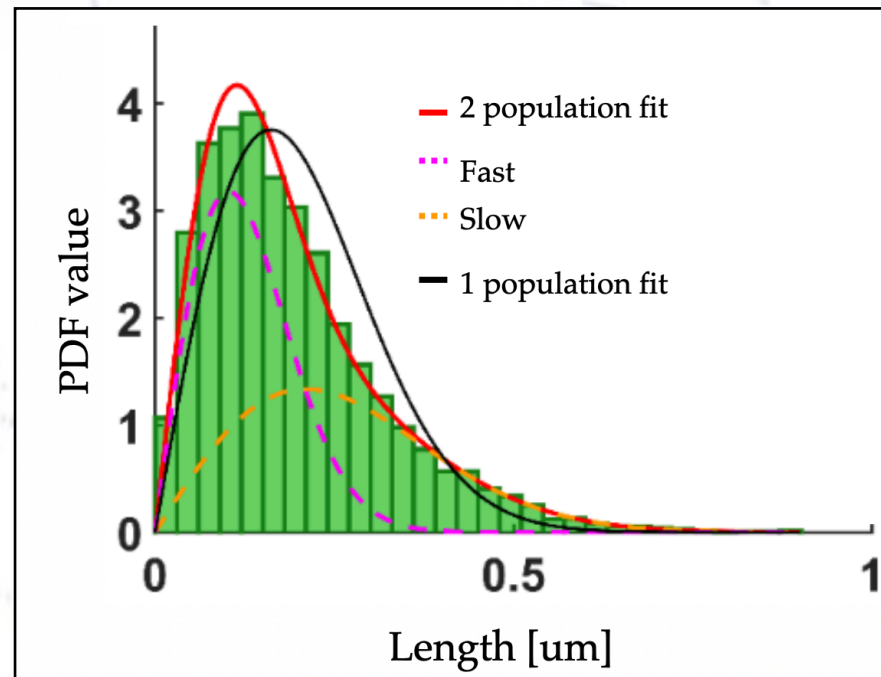 4
3
2
1
0
PDF value
2 population fit
Fast
Slow
1 population fit
0
0.5
1
Length [um]